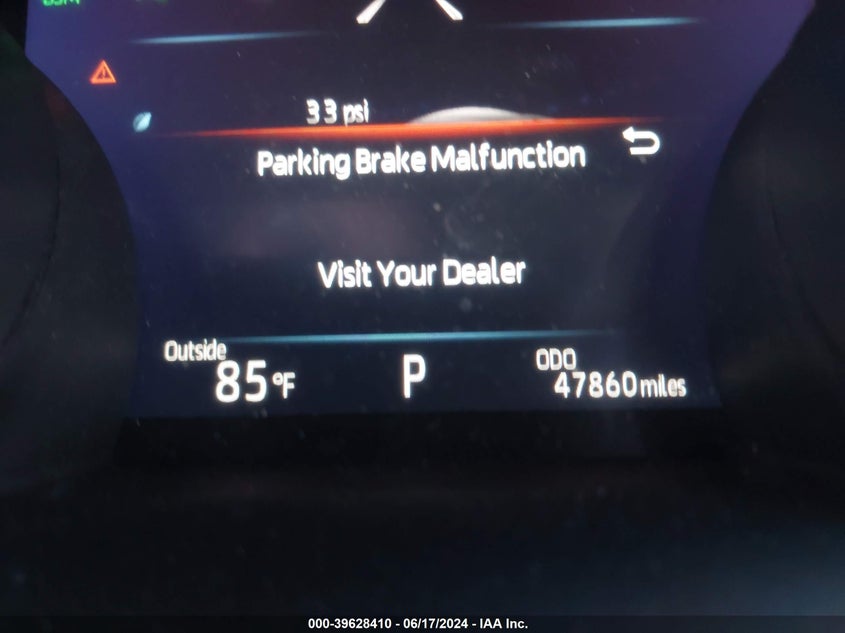 BSM
33 psi
Parking Brake Malfunction
Visit Your Dealer
Outside
85°F
P
ODO
47860 miles
000-39628410 - 06/17/2024 - IAA Inc.